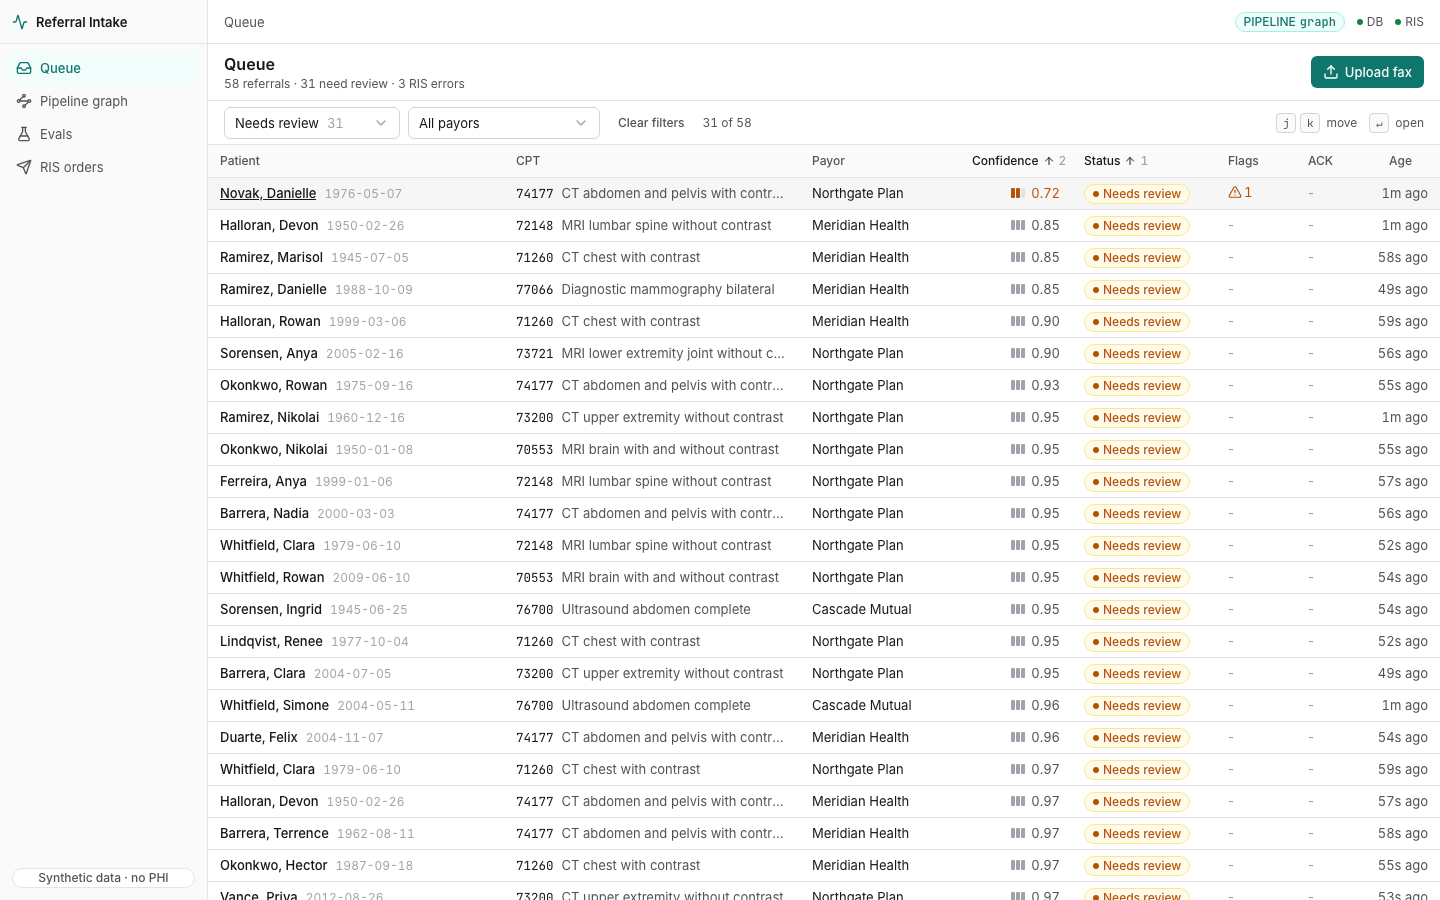 Referral Intake
Queue
PIPELINE graph
DB
RIS
Queue
Pipeline graph
Evals
RIS orders
Queue
58 referrals · 31 need review · 3 RIS errors
Upload fax
Needs review 31
All payors
Clear filters
31 of 58
j k move ↵ open
Patient CPT Payor Confidence ↑ 2 Status ↑ 1 Flags ACK Age
Novak, Danielle 1976-05-07 74177 CT abdomen and pelvis with contr... Northgate Plan 0.72 Needs review 1 - 1m ago
Halloran, Devon 1950-02-26 72148 MRI lumbar spine without contrast Meridian Health 0.85 Needs review - - 1m ago
Ramirez, Marisol 1945-07-05 71260 CT chest with contrast Meridian Health 0.85 Needs review - - 58s ago
Ramirez, Danielle 1988-10-09 77066 Diagnostic mammography bilateral Meridian Health 0.85 Needs review - - 49s ago
Halloran, Rowan 1999-03-06 71260 CT chest with contrast Meridian Health 0.90 Needs review - - 59s ago
Sorensen, Anya 2005-02-16 73721 MRI lower extremity joint without c... Northgate Plan 0.90 Needs review - - 56s ago
Okonkwo, Rowan 1975-09-16 74177 CT abdomen and pelvis with contr... Northgate Plan 0.93 Needs review - - 55s ago
Ramirez, Nikolai 1960-12-16 73200 CT upper extremity without contrast Northgate Plan 0.95 Needs review - - 1m ago
Okonkwo, Nikolai 1950-01-08 70553 MRI brain with and without contrast Northgate Plan 0.95 Needs review - - 55s ago
Ferreira, Anya 1999-01-06 72148 MRI lumbar spine without contrast Northgate Plan 0.95 Needs review - - 57s ago
Barrera, Nadia 2000-03-03 74177 CT abdomen and pelvis with contr... Northgate Plan 0.95 Needs review - - 56s ago
Whitfield, Clara 1979-06-10 72148 MRI lumbar spine without contrast Northgate Plan 0.95 Needs review - - 52s ago
Whitfield, Rowan 2009-06-10 70553 MRI brain with and without contrast Northgate Plan 0.95 Needs review - - 54s ago
Sorensen, Ingrid 1945-06-25 76700 Ultrasound abdomen complete Cascade Mutual 0.95 Needs review - - 54s ago
Lindqvist, Renee 1977-10-04 71260 CT chest with contrast Northgate Plan 0.95 Needs review - - 52s ago
Barrera, Clara 2004-07-05 73200 CT upper extremity without contrast Northgate Plan 0.95 Needs review - - 49s ago
Whitfield, Simone 2004-05-11 76700 Ultrasound abdomen complete Cascade Mutual 0.96 Needs review - - 1m ago
Duarte, Felix 2004-11-07 74177 CT abdomen and pelvis with contr... Meridian Health 0.96 Needs review - - 54s ago
Whitfield, Clara 1979-06-10 71260 CT chest with contrast Northgate Plan 0.97 Needs review - - 59s ago
Halloran, Devon 1950-02-26 74177 CT abdomen and pelvis with contr... Meridian Health 0.97 Needs review - - 57s ago
Barrera, Terrence 1962-08-11 74177 CT abdomen and pelvis with contr... Meridian Health 0.97 Needs review - - 58s ago
Okonkwo, Hector 1987-09-18 71260 CT chest with contrast Meridian Health 0.97 Needs review - - 55s ago
Vance, Priya 2012-08-26 73200 CT upper extremity without contrast Northgate Plan 0.97 Needs review - - 53s ago
Synthetic data · no PHI